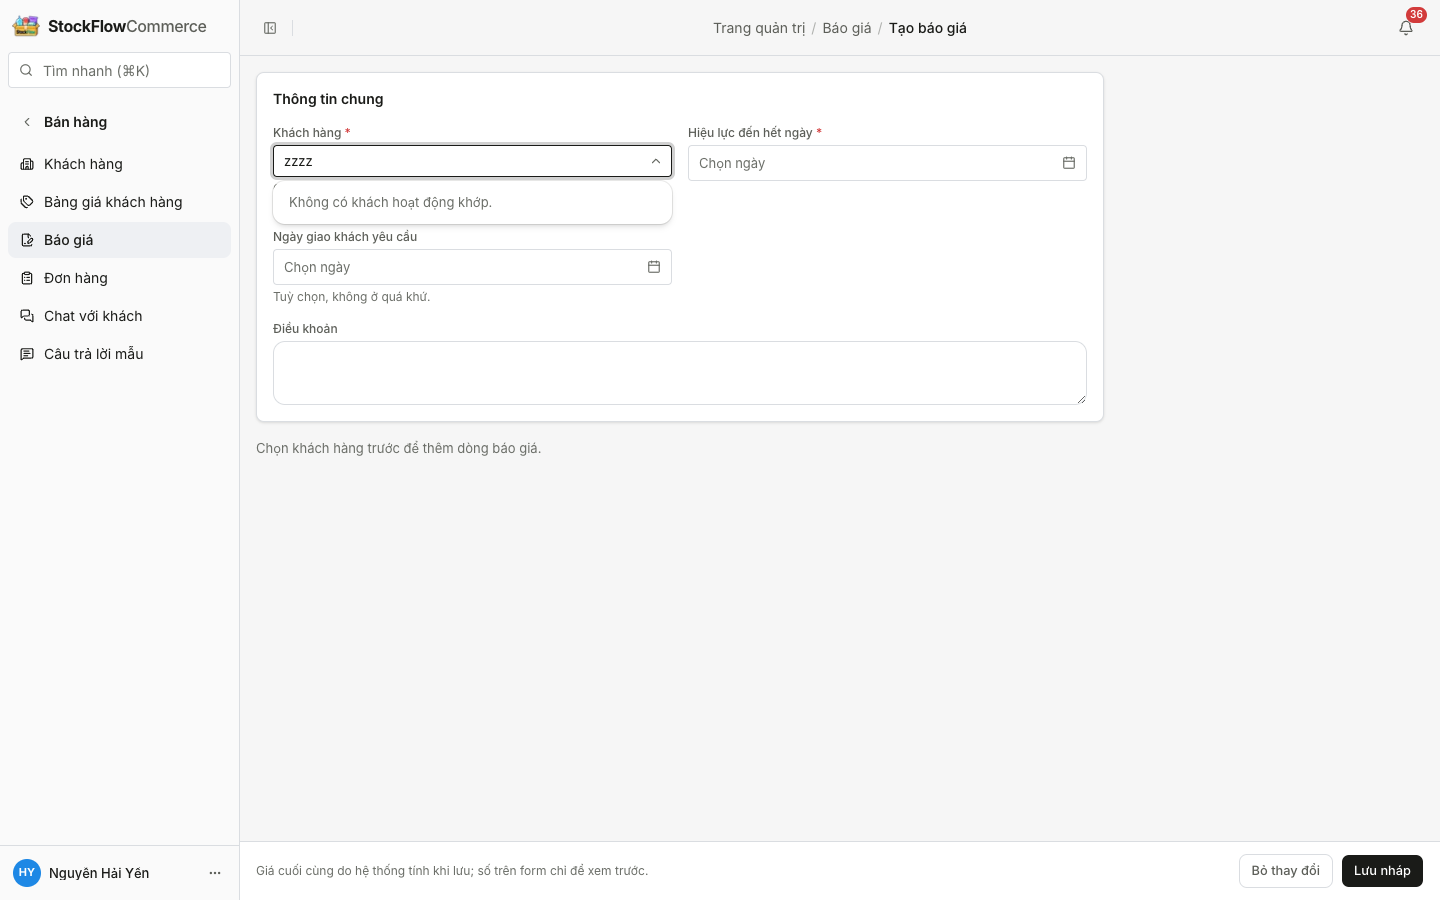 StockFlowCommerce
Tìm nhanh (⌘K)
Bán hàng
Khách hàng
Bảng giá khách hàng
Báo giá
Đơn hàng
Chat với khách
Câu trả lời mẫu
HY Nguyễn Hải Yến
Trang quản trị / Báo giá / Tạo báo giá
36
Thông tin chung
Khách hàng *
zzzz
Không có khách hoạt động khớp.
Hiệu lực đến hết ngày *
Chọn ngày
Ngày giao khách yêu cầu
Chọn ngày
Tuỳ chọn, không ở quá khứ.
Điều khoản
Chọn khách hàng trước để thêm dòng báo giá.
Giá cuối cùng do hệ thống tính khi lưu; số trên form chỉ để xem trước.
Bỏ thay đổi
Lưu nháp